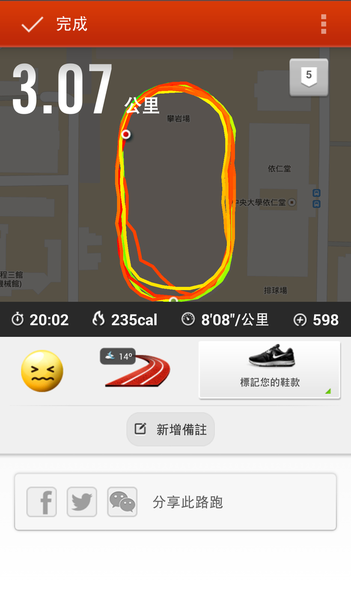 完成
3.07 公里
5
攀岩場
依仁堂
中央大學依仁堂
程三館
機械館)
排球場
20:02 235cal 8'08"/公里 598
14°
標記您的鞋款
新增備註
分享此路跑